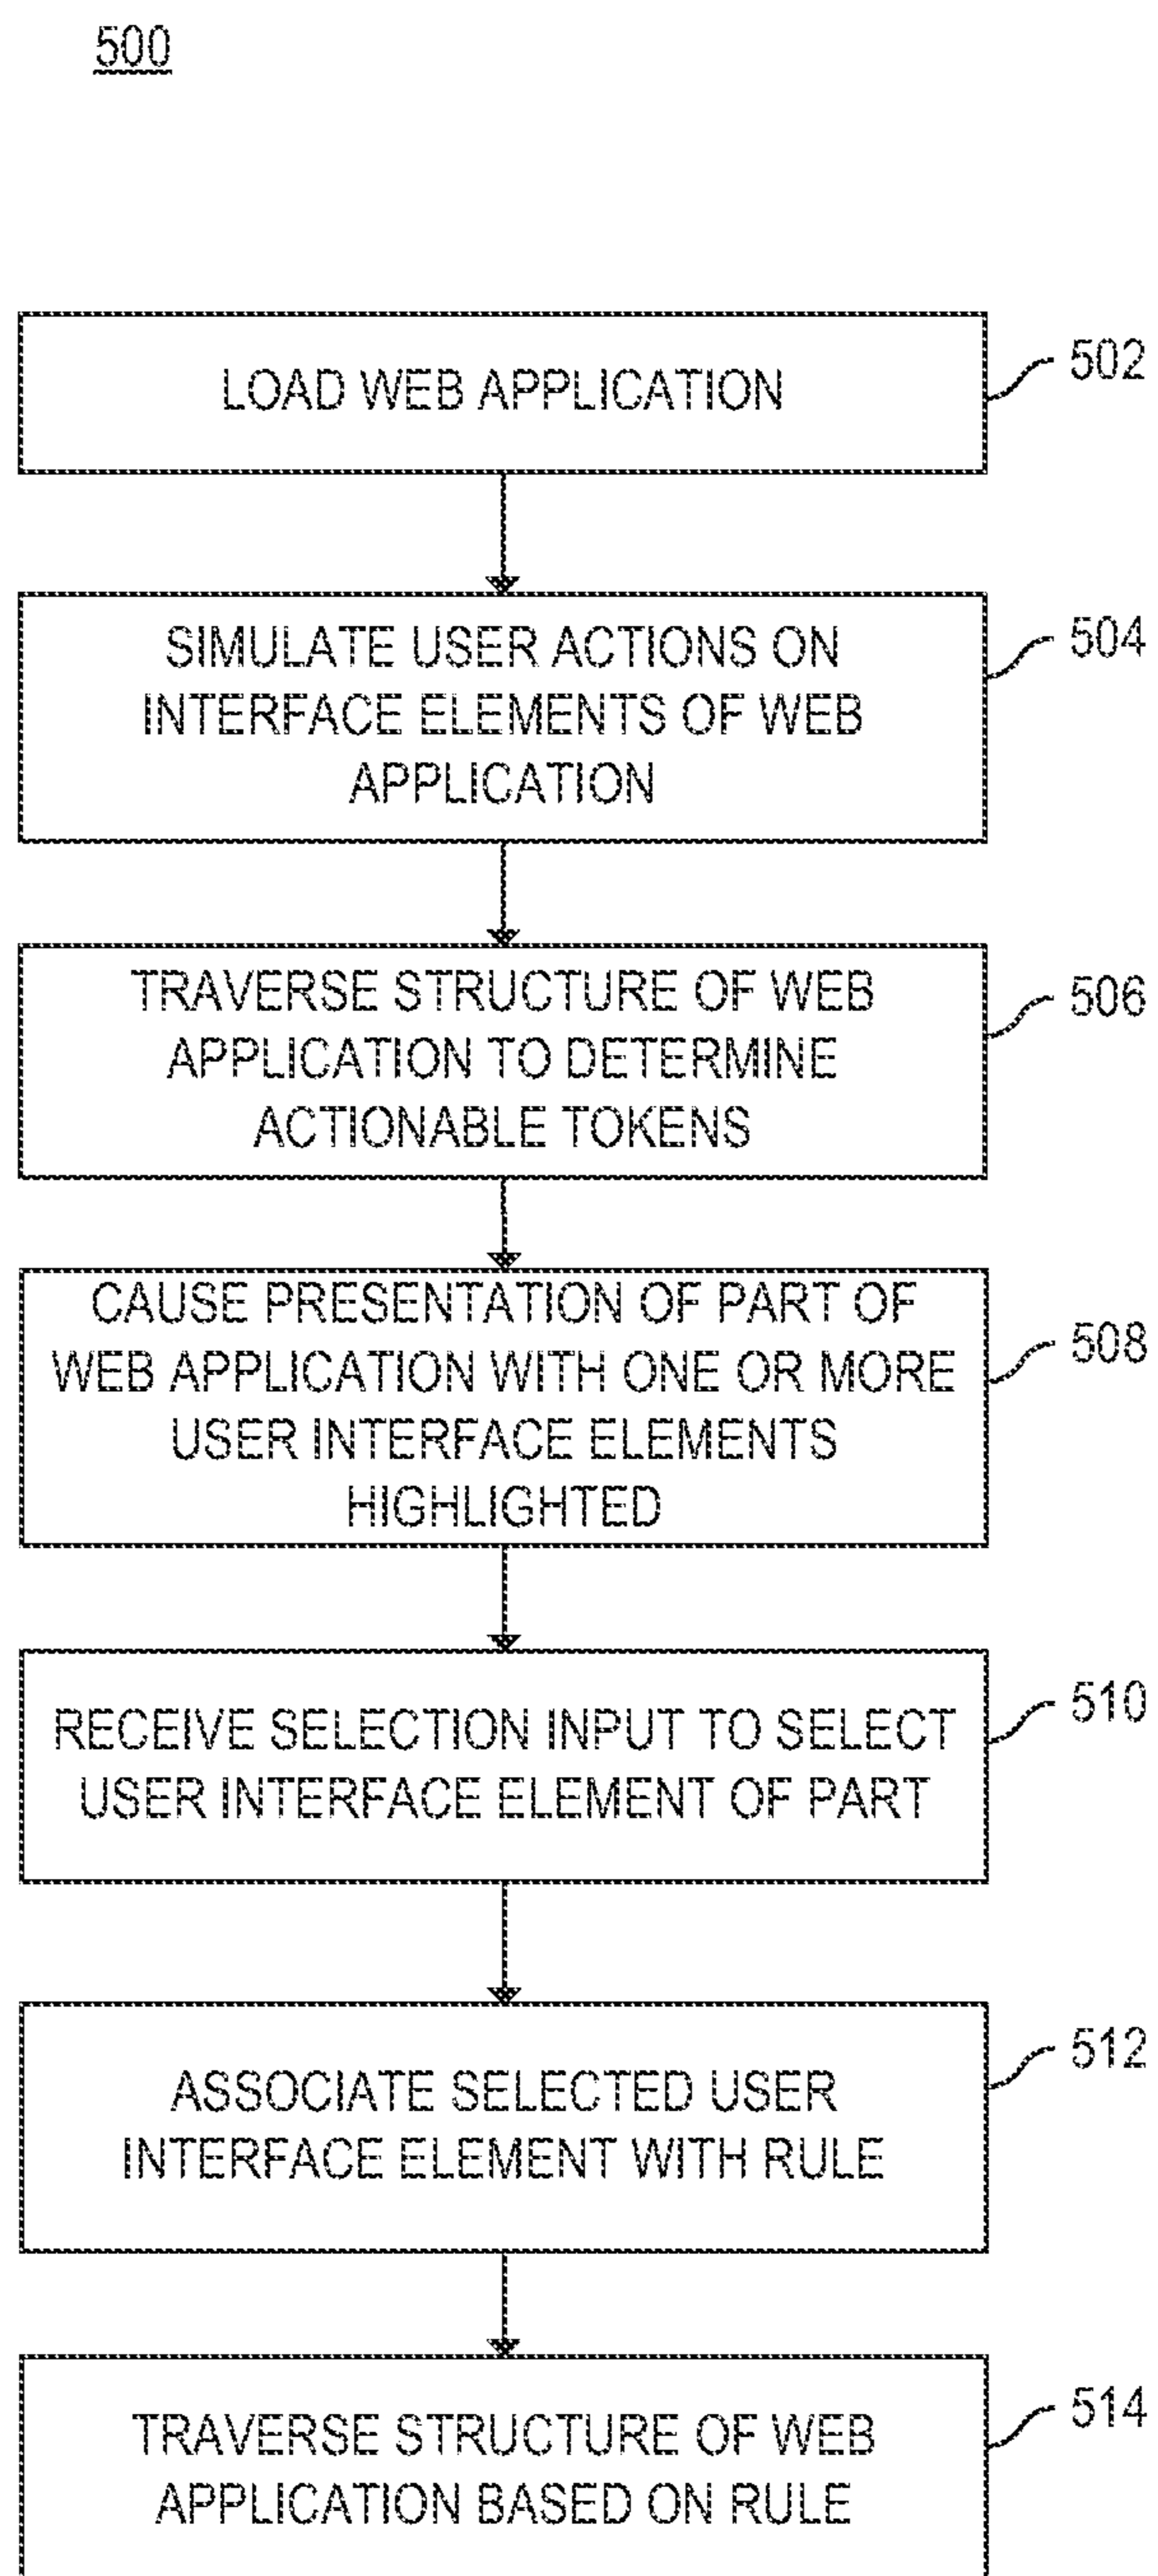 500
LOAD WEB APPLICATION
502
SIMULATE USER ACTIONS ON
INTERFACE ELEMENTS OF WEB
APPLICATION
504
TRAVERSE STRUCTURE OF WEB
APPLICATION TO DETERMINE
ACTIONABLE TOKENS
506
CAUSE PRESENTATION OF PART OF
WEB APPLICATION WITH ONE OR MORE
USER INTERFACE ELEMENTS
HIGHLIGHTED
508
RECEIVE SELECTION INPUT TO SELECT
USER INTERFACE ELEMENT OF PART
510
ASSOCIATE SELECTED USER
INTERFACE ELEMENT WITH RULE
512
TRAVERSE STRUCTURE OF WEB
APPLICATION BASED ON RULE
514